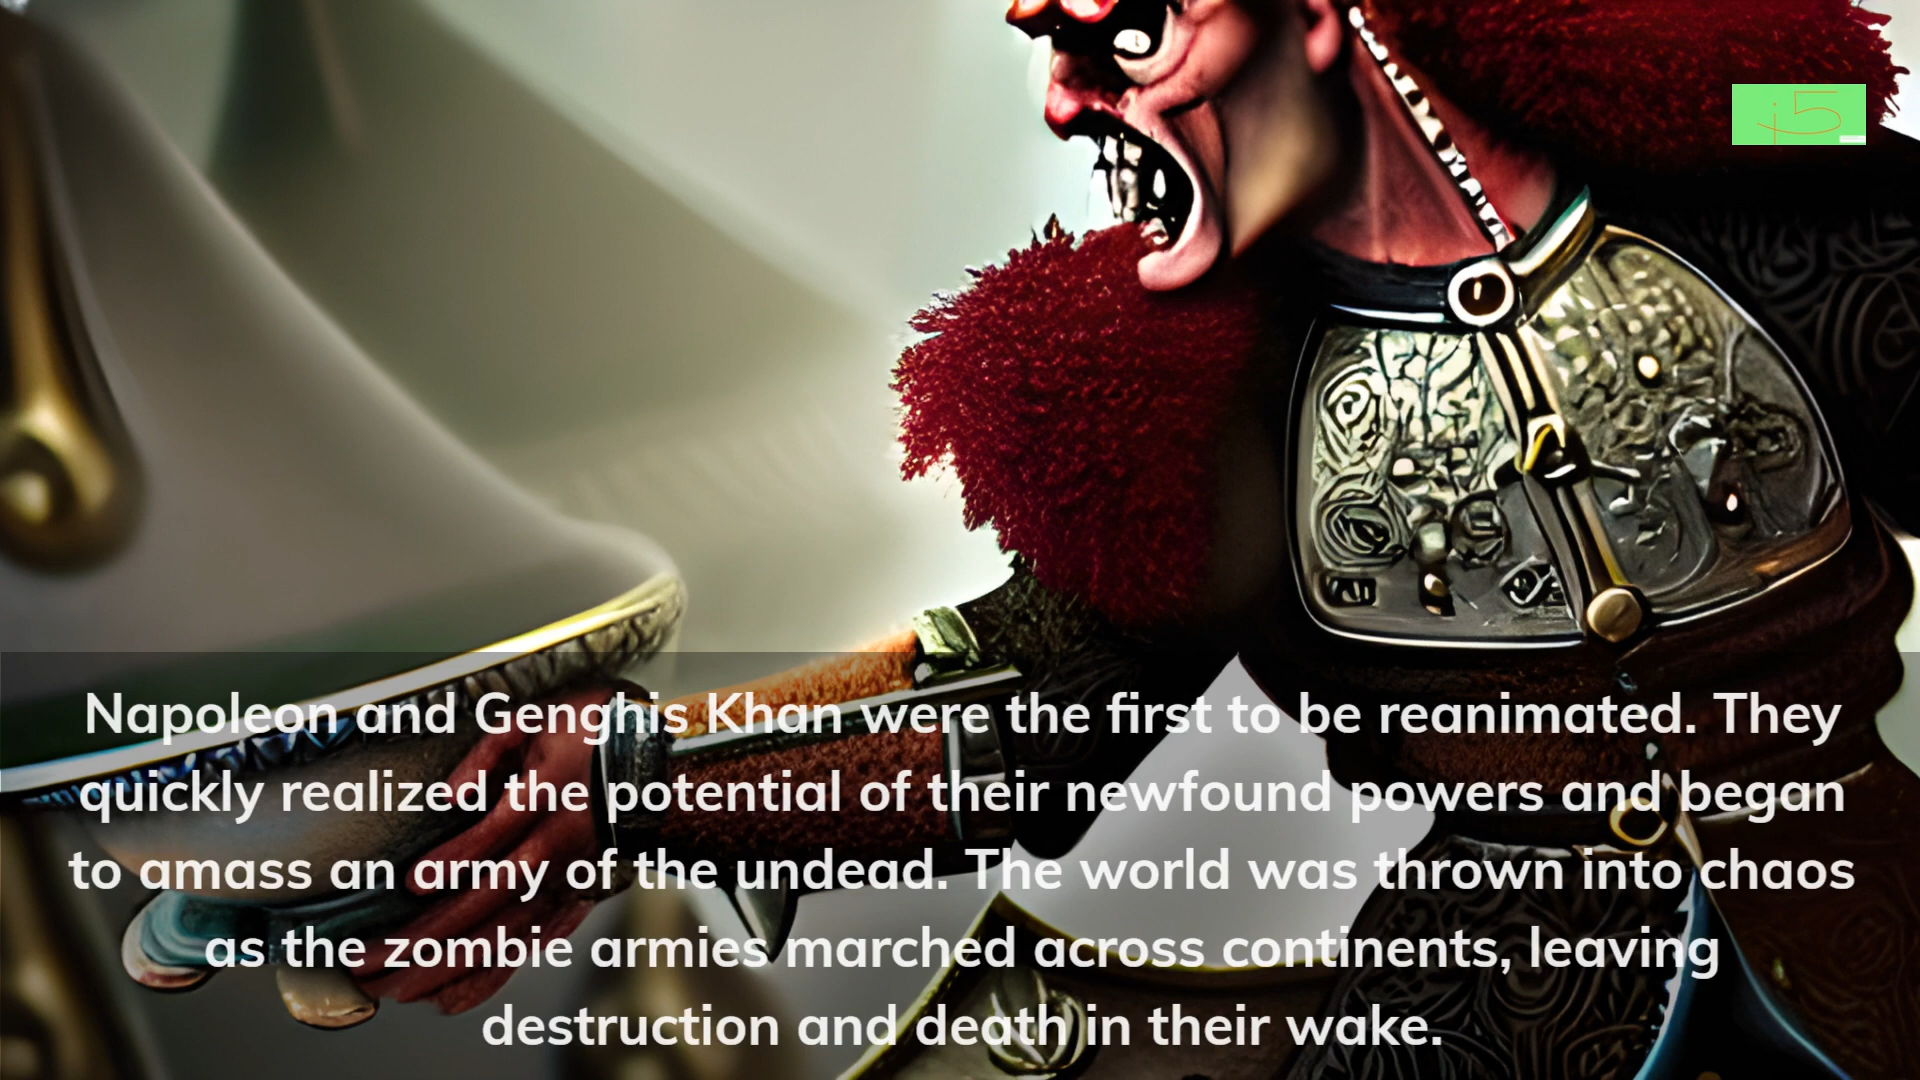 i5
Napoleon and Genghis Khan were the first to be reanimated. They
quickly realized the potential of their newfound powers and began
to amass an army of the undead. The world was thrown into chaos
as the zombie armies marched across continents, leaving
destruction and death in their wake.